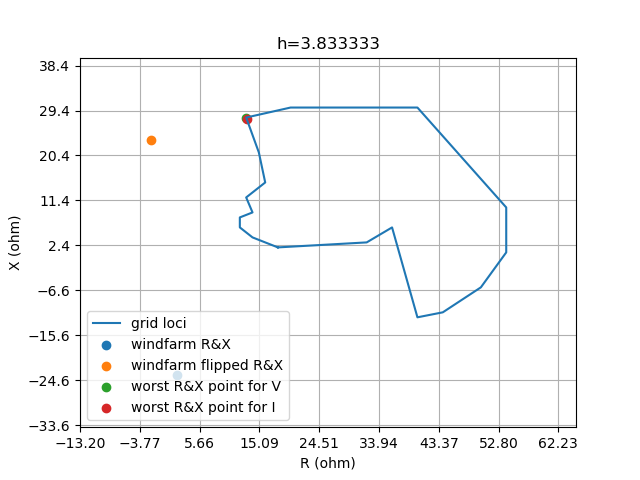 h=3.833333
38.4
29.4
20.4
11.4
2.4
−6.6
−15.6
−24.6
−33.6
X (ohm)
grid loci
windfarm R&X
windfarm flipped R&X
worst R&X point for V
worst R&X point for I
−13.20 −3.77 5.66 15.09 24.51 33.94 43.37 52.80 62.23
R (ohm)